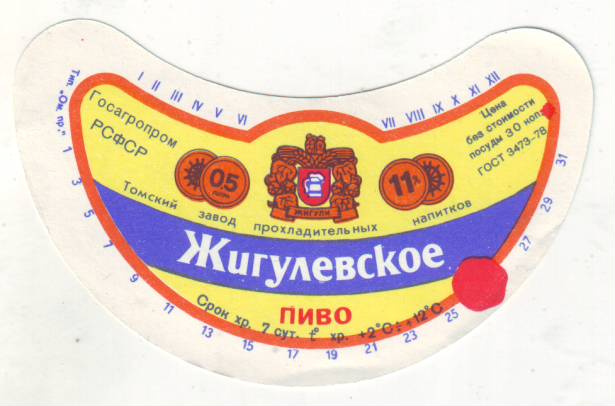 Тип. „Ок. пр."
I II III IV V VI
VII VIII IX X XI XII
Госагропром
РСФСР
Цена
без стоимости
посуды 30 коп.
ГОСТ 3473-78
05
11%
ЖИГУЛИ
Томский завод прохладительных напитков
Жигулевское
ПИВО
Срок хр. 7 сут. t° хр. +2°С÷+12°С
1 3 5 7 9 11 13 15 17 19 21 23 25 27 29 31